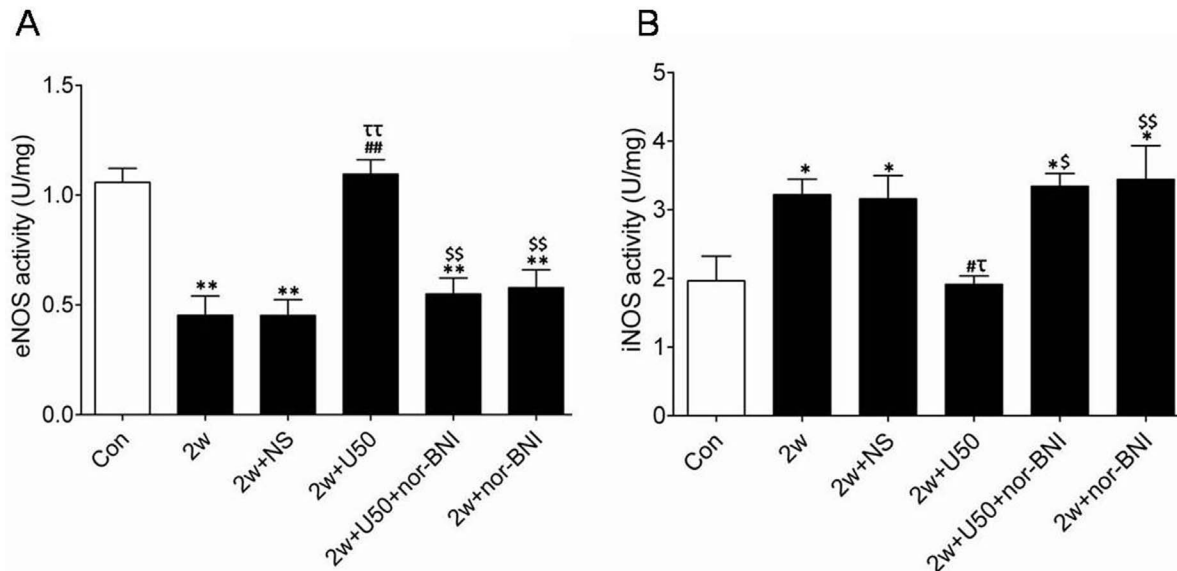 A
eNOS activity (U/mg)
1.5
1.0
0.5
0.0
**
**
ττ
##
$$
**
$$
**
Con
2w
2w+NS
2w+U50
2w+U50+nor-BNI
2w+nor-BNI
B
iNOS activity (U/mg)
5
4
3
2
1
0
*
*
#τ
*$
$$
*
Con
2w
2w+NS
2w+U50
2w+U50+nor-BNI
2w+nor-BNI